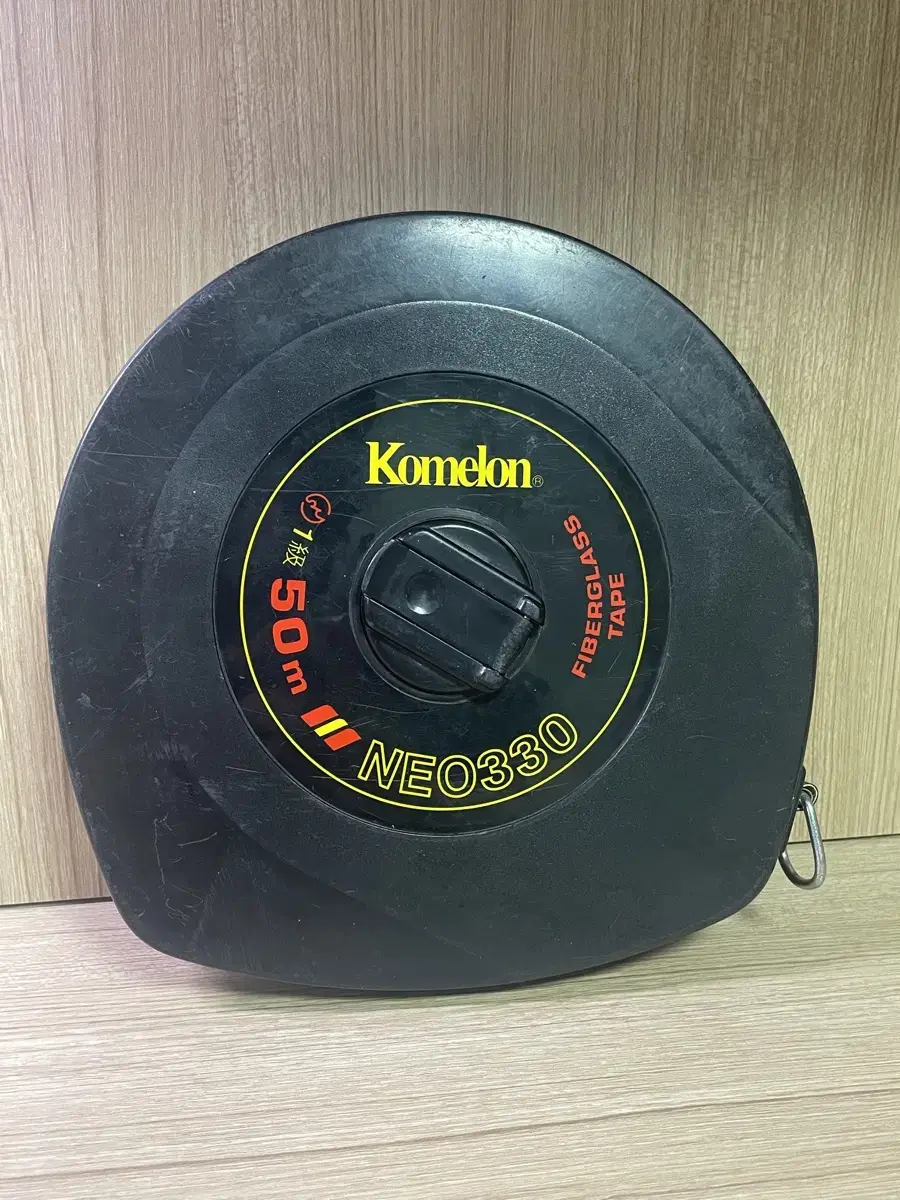 Komelon®
FIBERGLASS
TAPE
1級
50m
NEO330